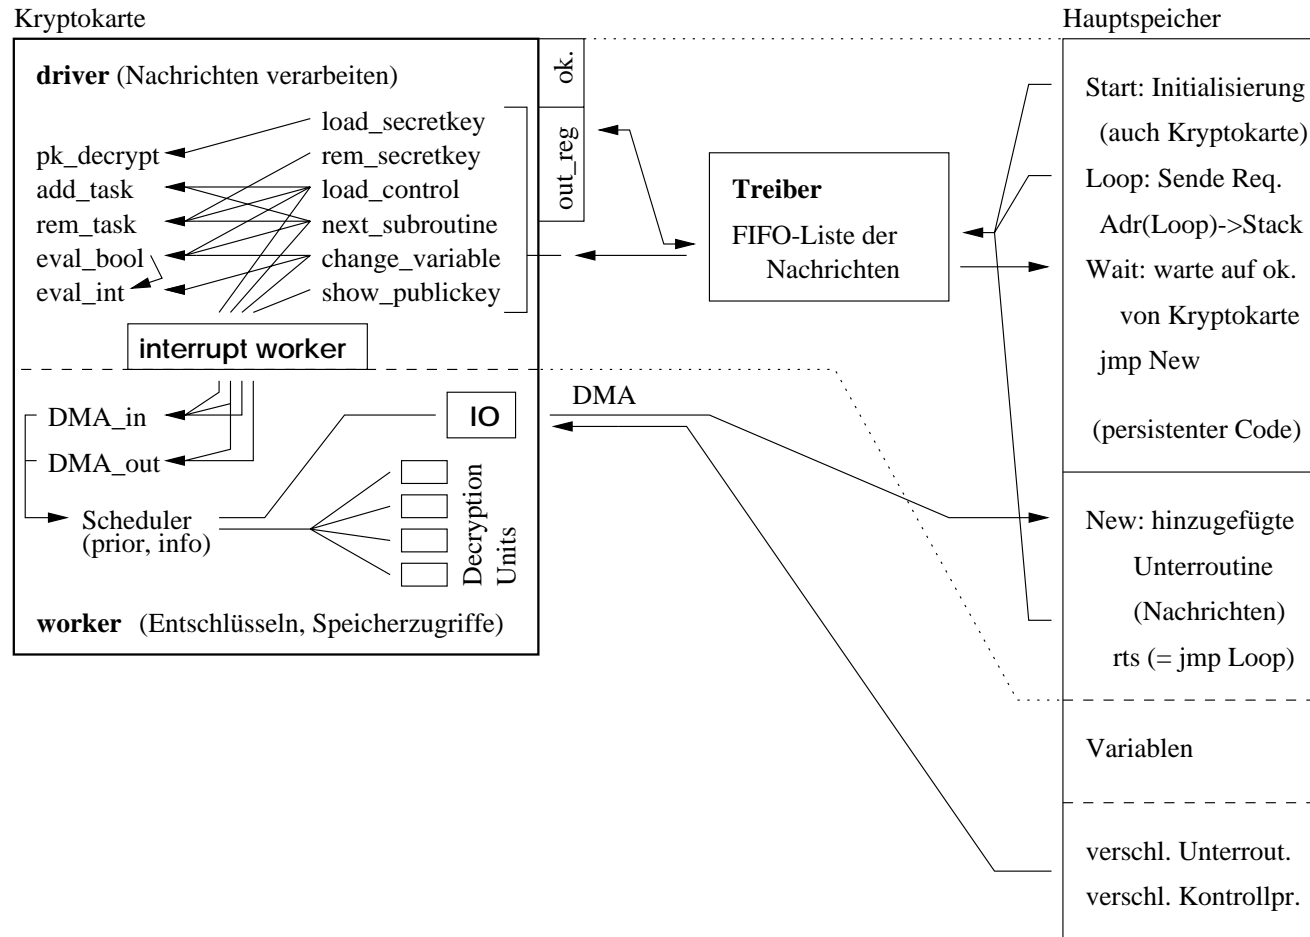 Kryptokarte
driver (Nachrichten verarbeiten)
load_secretkey
pk_decrypt
rem_secretkey
add_task
load_control
rem_task
next_subroutine
eval_bool
change_variable
eval_int
show_publickey
interrupt worker
DMA_in
DMA_out
Scheduler
(prior, info)
IO
Decryption
Units
worker (Entschlüsseln, Speicherzugriffe)
ok.
out_reg
DMA
Treiber
FIFO-Liste der
Nachrichten
Hauptspeicher
Start: Initialisierung
(auch Kryptokarte)
Loop: Sende Req.
Adr(Loop)->Stack
Wait: warte auf ok.
von Kryptokarte
jmp New
(persistenter Code)
New: hinzugefügte
Unterroutine
(Nachrichten)
rts (= jmp Loop)
Variablen
verschl. Unterrout.
verschl. Kontrollpr.